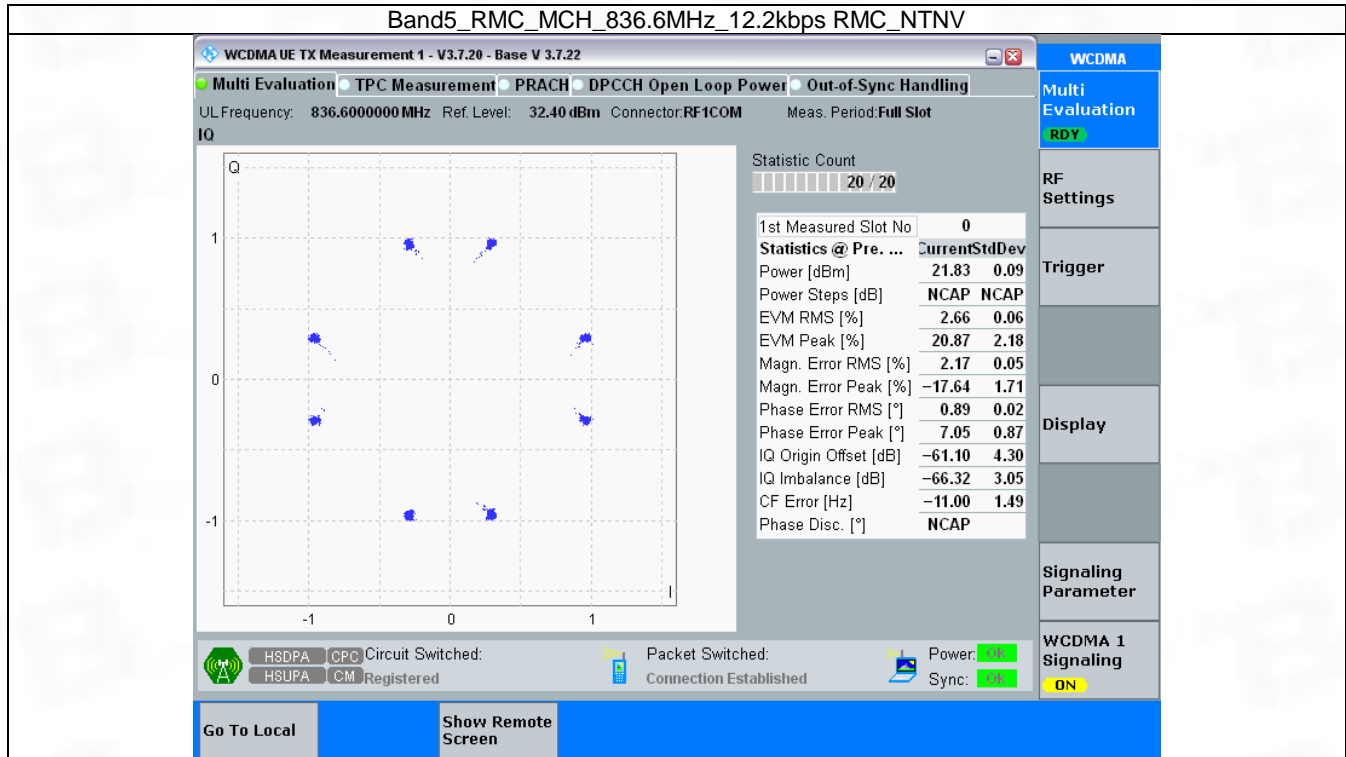 Band5_RMC_MCH_836.6MHz_12.2kbps RMC_NTNV
WCDMA UE TX Measurement 1 - V3.7.20 - Base V 3.7.22
WCDMA
Multi Evaluation TPC Measurement PRACH DPCCH Open Loop Power Out-of-Sync Handling
Multi
Evaluation
RDY
UL Frequency: 836.6000000 MHz Ref. Level: 32.40 dBm Connector:RF1COM Meas. Period:Full Slot
IQ
Q
1
0
-1
-1 0 1
I
Statistic Count
20 / 20
1st Measured Slot No 0
Statistics @ Pre. ... Current StdDev
Power [dBm] 21.83 0.09
Power Steps [dB] NCAP NCAP
EVM RMS [%] 2.66 0.06
EVM Peak [%] 20.87 2.18
Magn. Error RMS [%] 2.17 0.05
Magn. Error Peak [%] −17.64 1.71
Phase Error RMS [°] 0.89 0.02
Phase Error Peak [°] 7.05 0.87
IQ Origin Offset [dB] −61.10 4.30
IQ Imbalance [dB] −66.32 3.05
CF Error [Hz] −11.00 1.49
Phase Disc. [°] NCAP
RF
Settings
Trigger
Display
Signaling
Parameter
WCDMA 1
Signaling
ON
HSDPA CPC Circuit Switched: Packet Switched: Power: OK
HSUPA CM Registered Connection Established Sync: OK
Go To Local
Show Remote
Screen